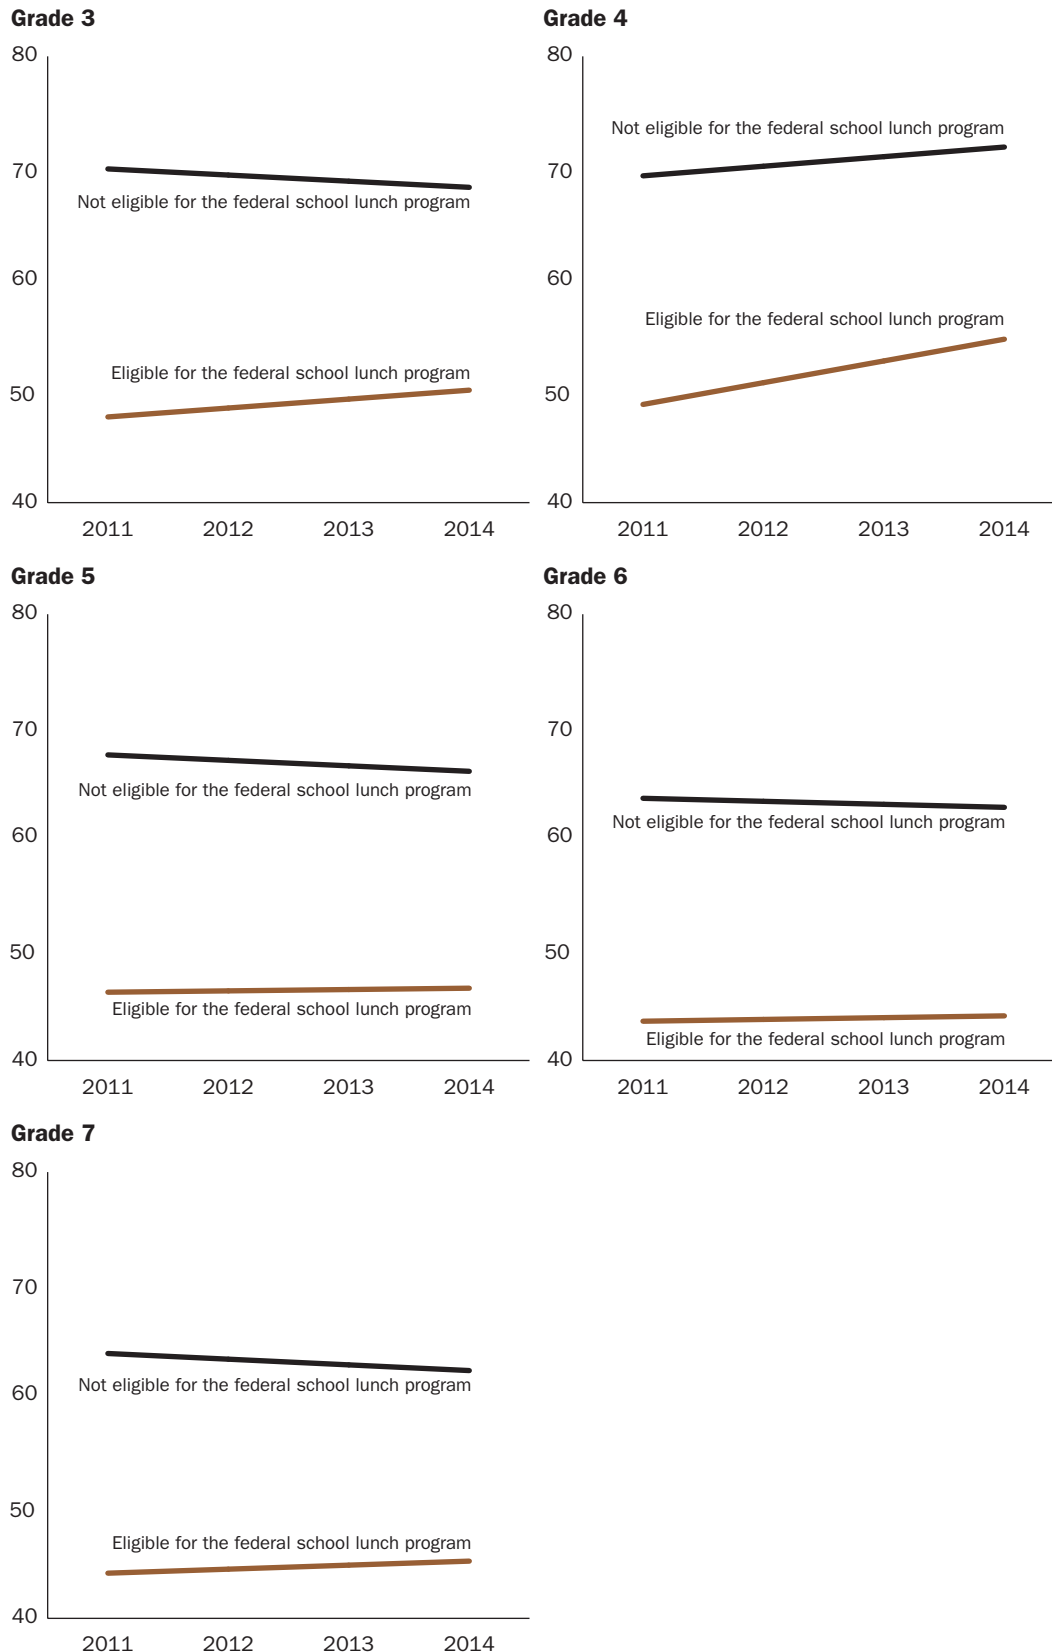 Grade 3
80
70
Not eligible for the federal school lunch program
60
Eligible for the federal school lunch program
50
40
2011 2012 2013 2014
Grade 4
80
Not eligible for the federal school lunch program
70
60
Eligible for the federal school lunch program
50
40
2011 2012 2013 2014
Grade 5
80
70
Not eligible for the federal school lunch program
60
50
Eligible for the federal school lunch program
40
2011 2012 2013 2014
Grade 6
80
70
60
Not eligible for the federal school lunch program
50
Eligible for the federal school lunch program
40
2011 2012 2013 2014
Grade 7
80
70
60
Not eligible for the federal school lunch program
50
Eligible for the federal school lunch program
40
2011 2012 2013 2014